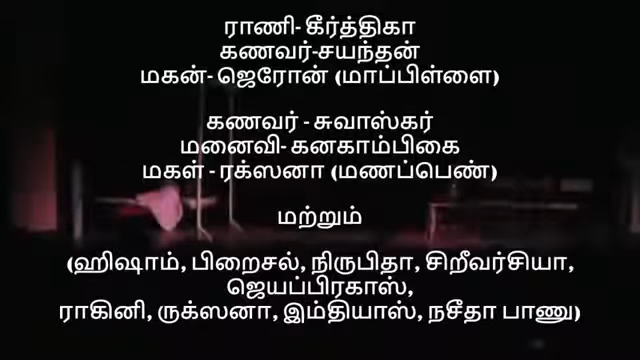 ராணி- கீர்த்திகா
கணவர்-சயந்தன்
மகன்- ஜெரோன் (மாப்பிள்ளை)
கணவர் - சுவாஸ்கர்
மனைவி- கனகாம்பிகை
மகள் - ரக்ஸனா (மணப்பெண்)
மற்றும்
(ஹிஷாம், பிறைசல், நிருபிதா, சிறீவர்சியா,
ஜெயப்பிரகாஸ்,
ராகினி, ருக்ஸனா, இம்தியாஸ், நசீதா பாணு)